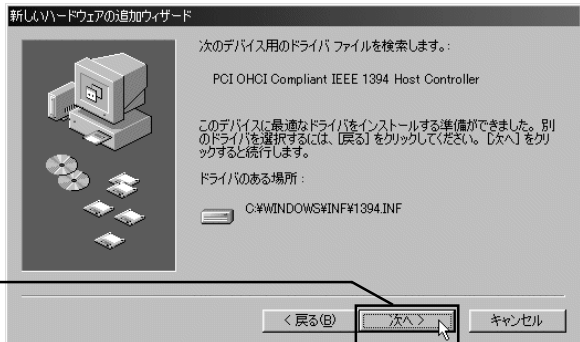 新しいハードウェアの追加ウィザード
次のデバイス用のドライバ ファイルを検索します。:
PCI OHCI Compliant IEEE 1394 Host Controller
このデバイスに最適なドライバをインストールする準備ができました。別
のドライバを選択するには、[戻る] をクリックしてください。[次へ] をクリ
ックすると続行します。
ドライバのある場所:
C:¥WINDOWS¥INF¥1394.INF
< 戻る(B)
次へ >
キャンセル